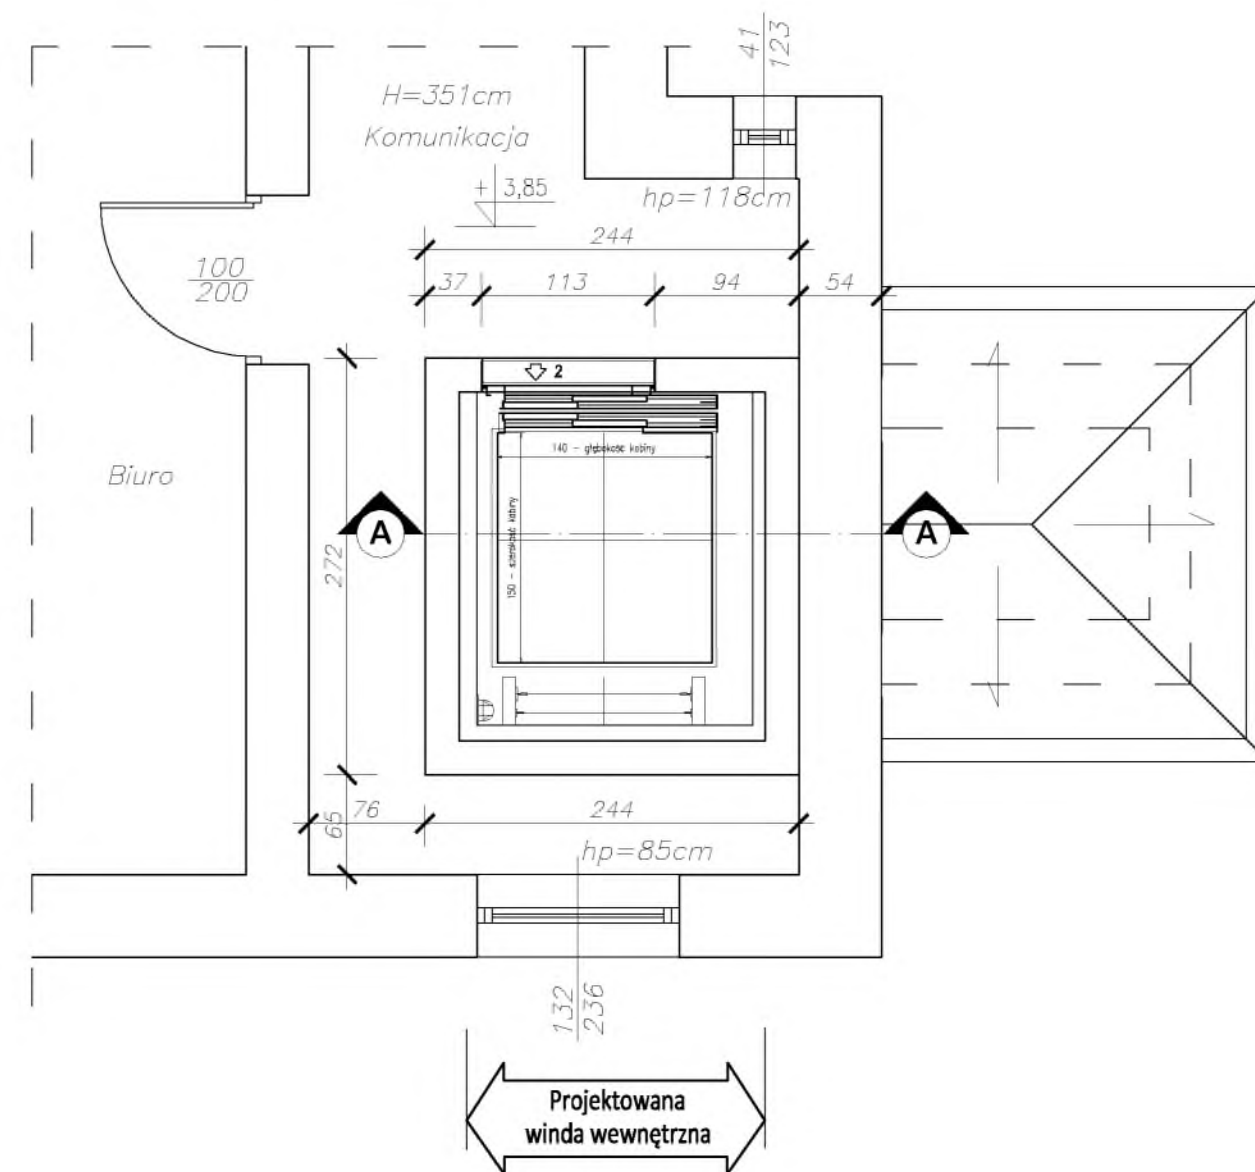 41
123
H=351cm
Komunikacja
+ 3,85
hp=118cm
244
100
200
37
113
94
54
2
140 – głębokość kabiny
Biuro
A
A
150 – szerokość kabiny
272
76
244
65
hp=85cm
132
236
Projektowana
winda wewnętrzna